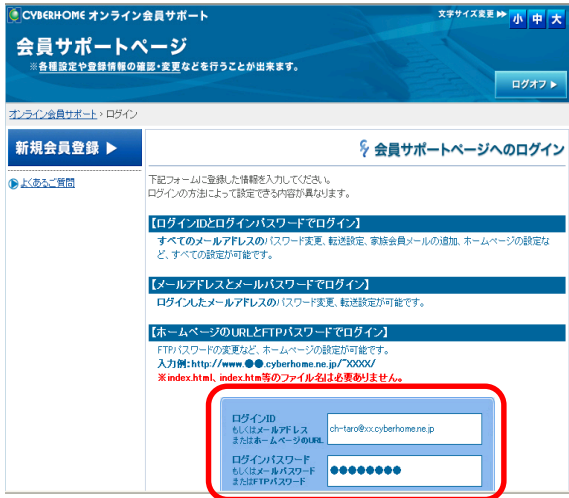 CYBERHOME オンライン会員サポート
文字サイズ変更 小 中 大
会員サポートページ
※各種設定や登録情報の確認・変更などを行うことが出来ます。
ログオフ
オンライン会員サポート > ログイン
新規会員登録
会員サポートページへのログイン
よくあるご質問
下記フォームに登録した情報を入力してください。
ログインの方法によって設定できる内容が異なります。
【ログインIDとログインパスワードでログイン】
すべてのメールアドレスのパスワード変更、転送設定、家族会員メールの追加、ホームページの設定な
ど、すべての設定が可能です。
【メールアドレスとメールパスワードでログイン】
ログインしたメールアドレスのパスワード変更、転送設定が可能です。
【ホームページのURLとFTPパスワードでログイン】
FTPパスワードの変更など、ホームページの設定が可能です。
入力例:http://www.●●.cyberhome.ne.jp/~XXXX/
※index.html、index.htm等のファイル名は必要ありません。
ログインID
もしくはメールアドレス
またはホームページのURL
ch-taro@xx.cyberhome.ne.jp
ログインパスワード
もしくはメールパスワード
またはFTPパスワード
●●●●●●●●